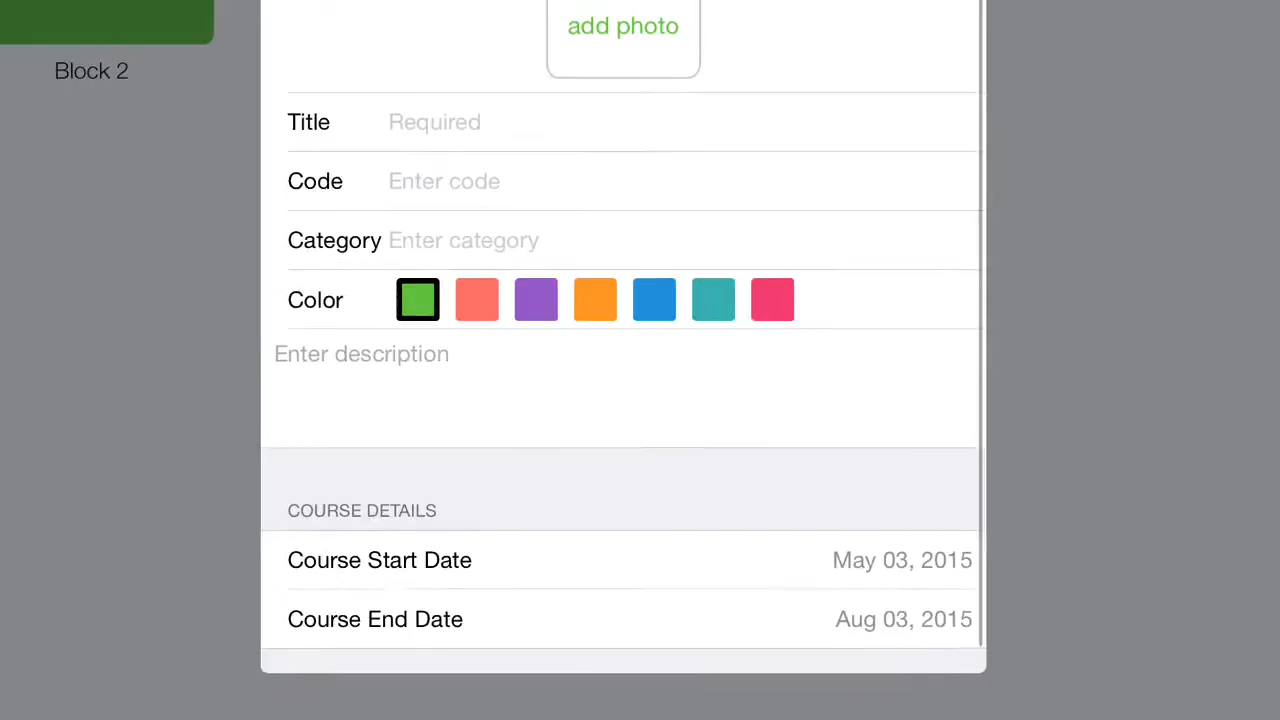 add photo
Block 2
Title Required
Code Enter code
Category Enter category
Color
Enter description
COURSE DETAILS
Course Start Date May 03, 2015
Course End Date Aug 03, 2015